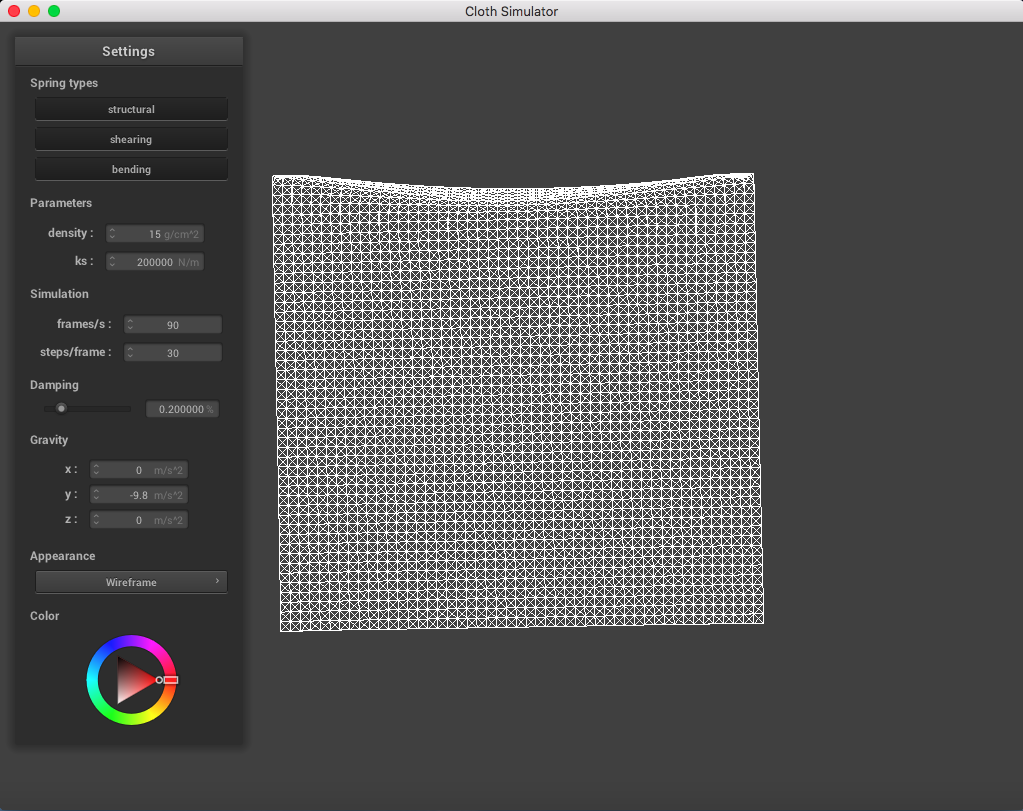 Cloth Simulator
Settings
Spring types
structural
shearing
bending
Parameters
density : 15 g/cm^2
ks : 200000 N/m
Simulation
frames/s : 90
steps/frame : 30
Damping
0.200000 %
Gravity
x : 0 m/s^2
y : -9.8 m/s^2
z : 0 m/s^2
Appearance
Wireframe ›
Color